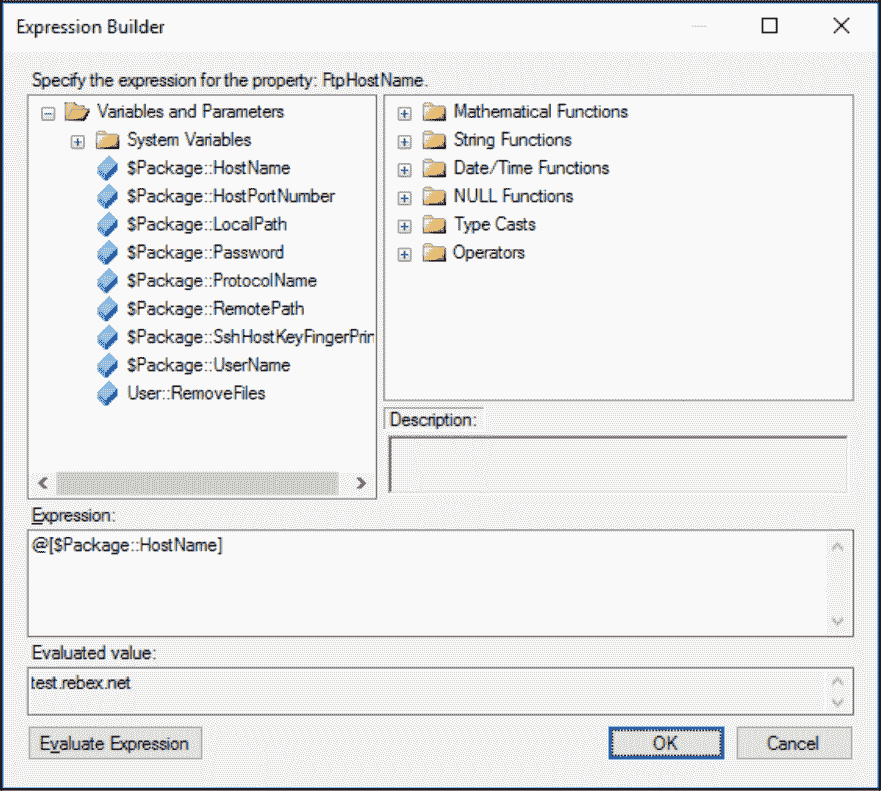 Expression Builder
Specify the expression for the property: FtpHostName.
Variables and Parameters
System Variables
$Package::HostName
$Package::HostPortNumber
$Package::LocalPath
$Package::Password
$Package::ProtocolName
$Package::RemotePath
$Package::SshHostKeyFingerPrin
$Package::UserName
User::RemoveFiles
Mathematical Functions
String Functions
Date/Time Functions
NULL Functions
Type Casts
Operators
Description:
Expression:
@[$Package::HostName]
Evaluated value:
test.rebex.net
Evaluate Expression
OK
Cancel